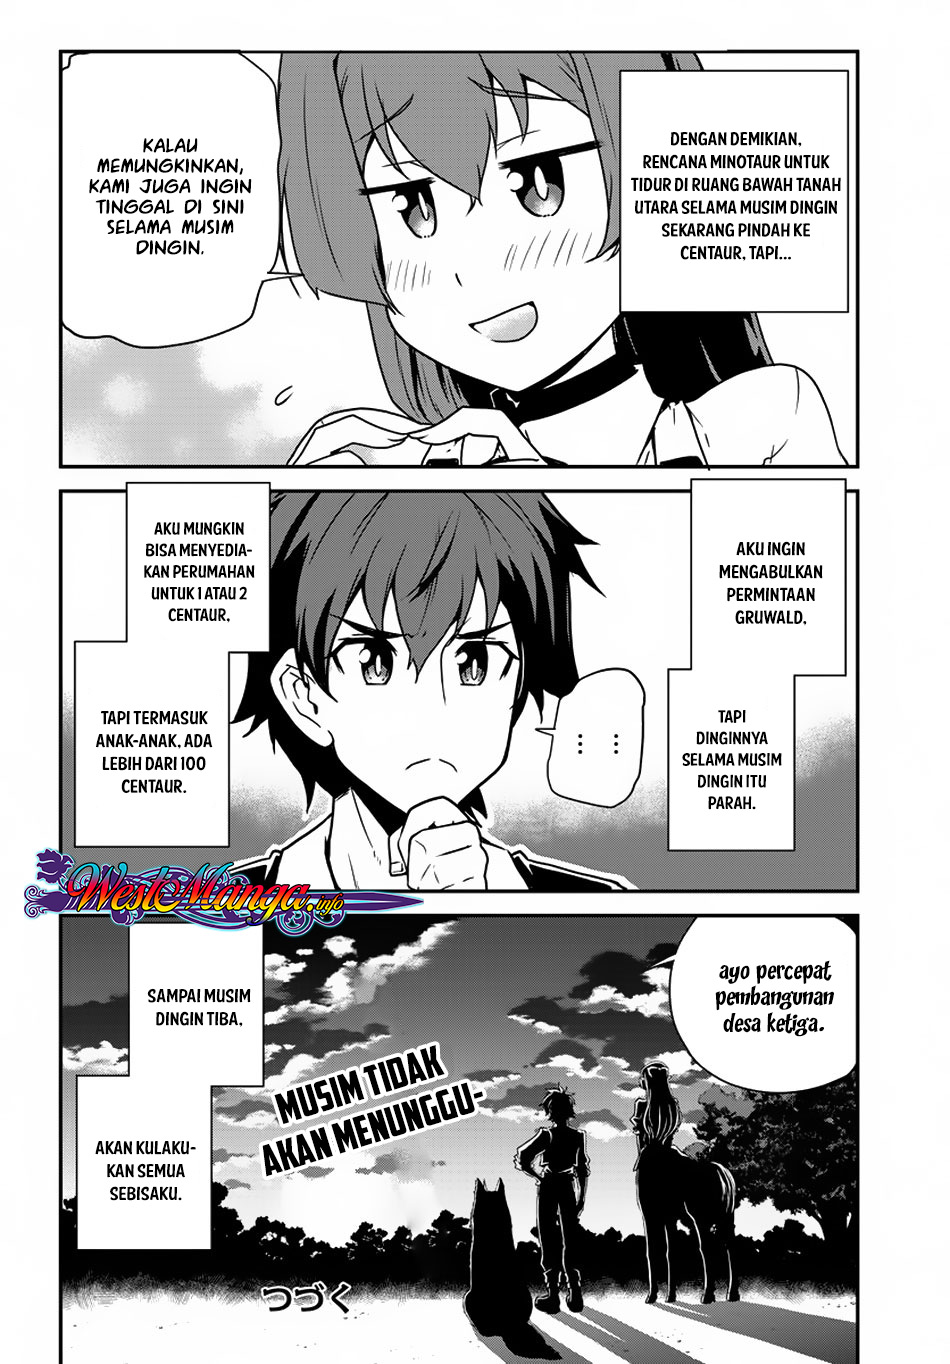 DENGAN DEMIKIAN,
RENCANA MINOTAUR UNTUK
TIDUR DI RUANG BAWAH TANAH
UTARA SELAMA MUSIM DINGIN
SEKARANG PINDAH KE
CENTAUR, TAPI...
KALAU
MEMUNGKINKAN,
KAMI JUGA INGIN
TINGGAL DI SINI
SELAMA MUSIM
DINGIN.
AKU INGIN
MENGABULKAN
PERMINTAAN
GRUWALD,
TAPI
DINGINNYA
SELAMA MUSIM
DINGIN ITU
PARAH.
AKU MUNGKIN
BISA MENYEDIA-
KAN PERUMAHAN
UNTUK 1 ATAU 2
CENTAUR,
TAPI TERMASUK
ANAK-ANAK, ADA
LEBIH DARI 100
CENTAUR.
... ...
WestManga.info
ayo percepat
pembangunan
desa ketiga.
SAMPAI MUSIM
DINGIN TIBA,
MUSIM TIDAK
AKAN MENUNGGU-
AKAN KULAKU-
KAN SEMUA
SEBISAKU.
つづく